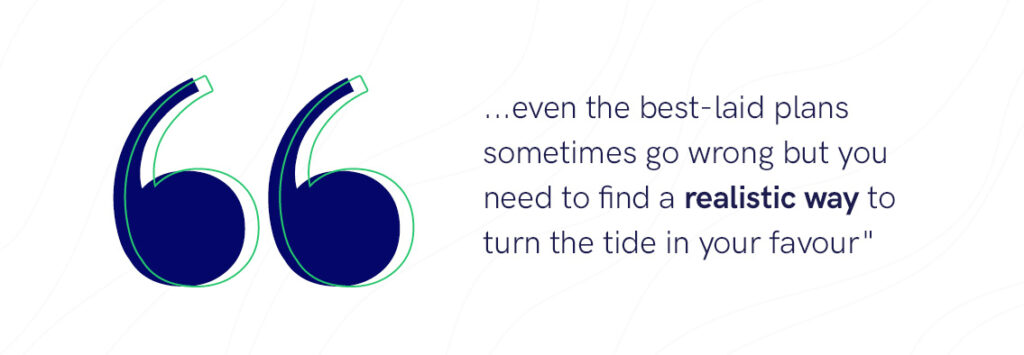 ...even the best-laid plans
sometimes go wrong but you
need to find a realistic way to
turn the tide in your favour"